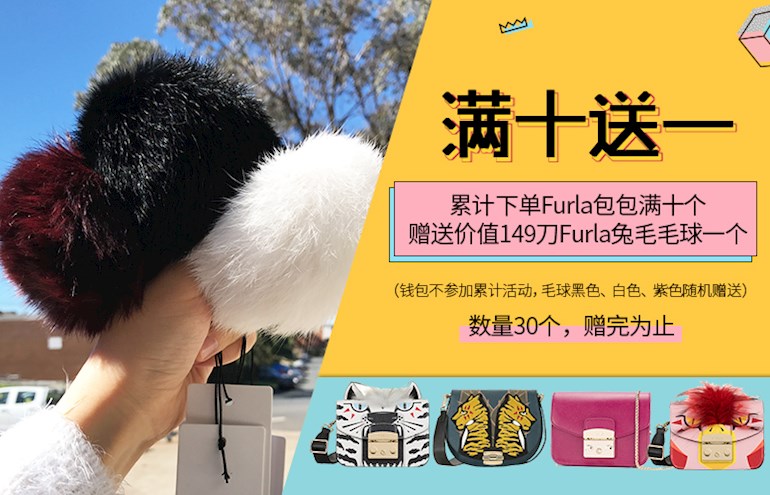 满十送一
累计下单Furla包包满十个
赠送价值149刀Furla兔毛毛球一个
（钱包不参加累计活动，毛球黑色、白色、紫色随机赠送）
数量30个，赠完为止